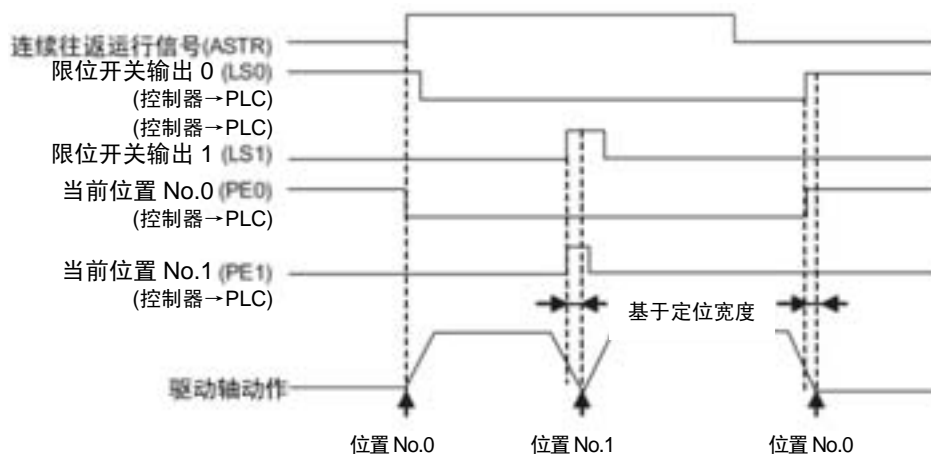 连续往返运行信号(ASTR)
限位开关输出 0 (LS0)
(控制器→PLC)
(控制器→PLC)
限位开关输出 1 (LS1)
当前位置 No.0 (PE0)
(控制器→PLC)
当前位置 No.1 (PE1)
(控制器→PLC)
基于定位宽度
驱动轴动作
位置 No.0 位置 No.1 位置 No.0